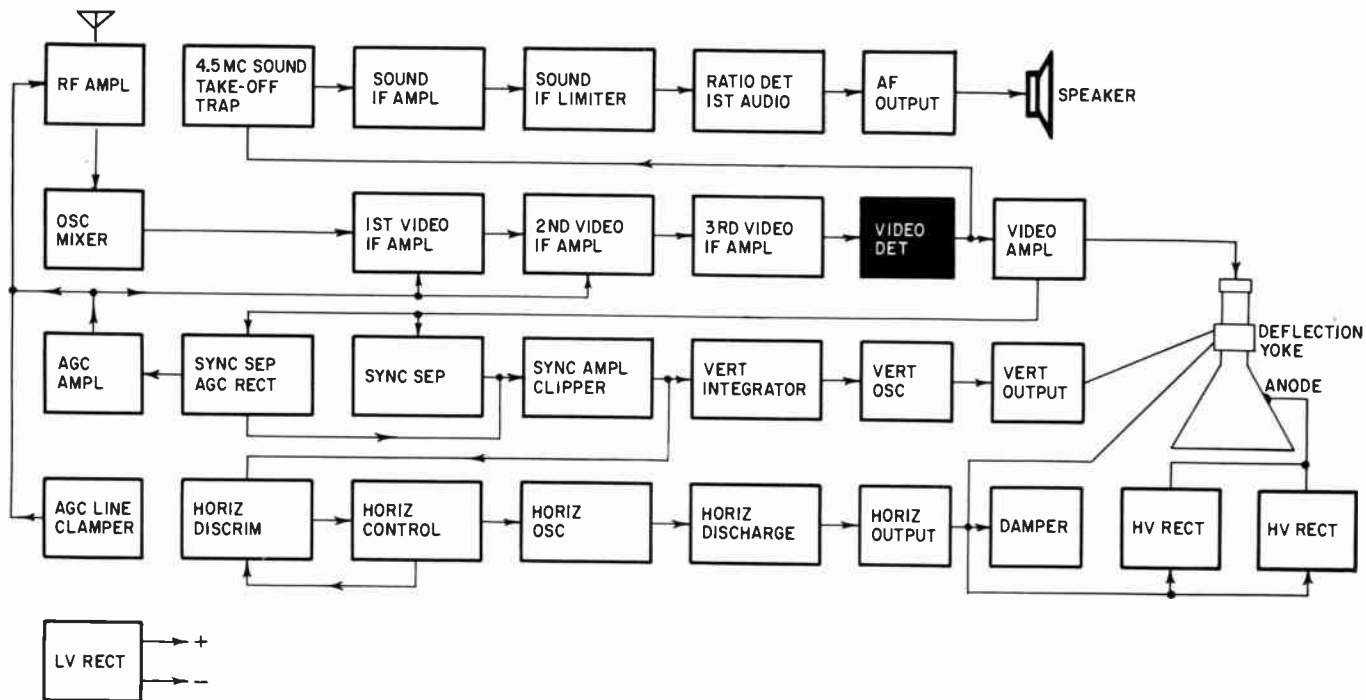 RF AMPL
4.5 MC SOUND
TAKE-OFF
TRAP
SOUND
IF AMPL
SOUND
IF LIMITER
RATIO DET
1ST AUDIO
AF
OUTPUT
SPEAKER
OSC
MIXER
1ST VIDEO
IF AMPL
2ND VIDEO
IF AMPL
3RD VIDEO
IF AMPL
VIDEO
DET
VIDEO
AMPL
DEFLECTION
YOKE
ANODE
AGC
AMPL
SYNC SEP
AGC RECT
SYNC SEP
SYNC AMPL
CLIPPER
VERT
INTEGRATOR
VERT
OSC
VERT
OUTPUT
AGC LINE
CLAMPER
HORIZ
DISCRIM
HORIZ
CONTROL
HORIZ
OSC
HORIZ
DISCHARGE
HORIZ
OUTPUT
DAMPER
HV RECT
HV RECT
LV RECT
+
−